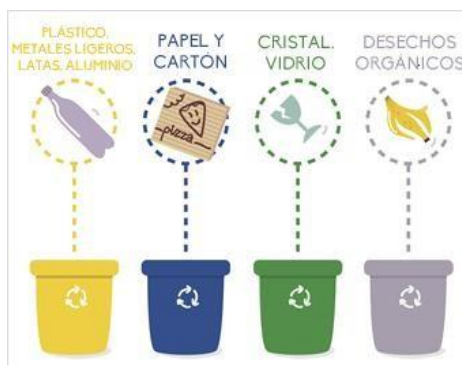 PLÁSTICO,
METALES LIGEROS,
LATAS, ALUMINIO
PAPEL Y
CARTÓN
CRISTAL,
VIDRIO
DESECHOS
ORGÁNICOS
pizza